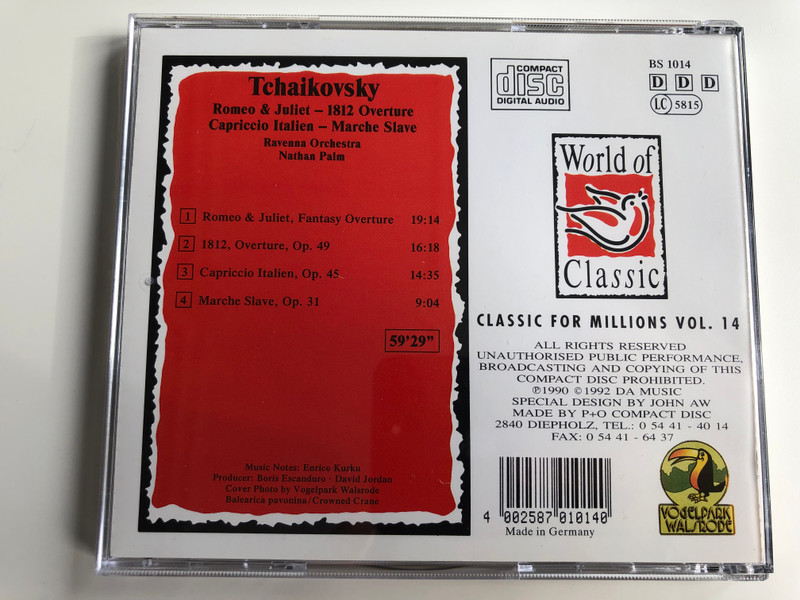 Tchaikovsky
Romeo & Juliet – 1812 Overture
Capriccio Italien – Marche Slave
Ravenna Orchestra
Nathan Palm
1 Romeo & Juliet, Fantasy Overture 19:14
2 1812, Overture, Op. 49 16:18
3 Capriccio Italien, Op. 45 14:35
4 Marche Slave, Op. 31 9:04
59'29"
Music Notes: Enrico Kurku
Producer: Boris Escanduro · David Jordan
Cover Photo by Vogelpark Walsrode
Balearica pavonina/Crowned Crane
COMPACT
disc
DIGITAL AUDIO
BS 1014
D D D
LC 5815
World of
Classic
CLASSIC FOR MILLIONS VOL. 14
ALL RIGHTS RESERVED
UNAUTHORISED PUBLIC PERFORMANCE,
BROADCASTING AND COPYING OF THIS
COMPACT DISC PROHIBITED.
℗1990 ©1992 DA MUSIC
SPECIAL DESIGN BY JOHN AW
MADE BY P+O COMPACT DISC
2840 DIEPHOLZ, TEL.: 0 54 41 - 40 14
FAX: 0 54 41 - 64 37
4 002587 010140
Made in Germany
VOGELPARK
WALSRODE